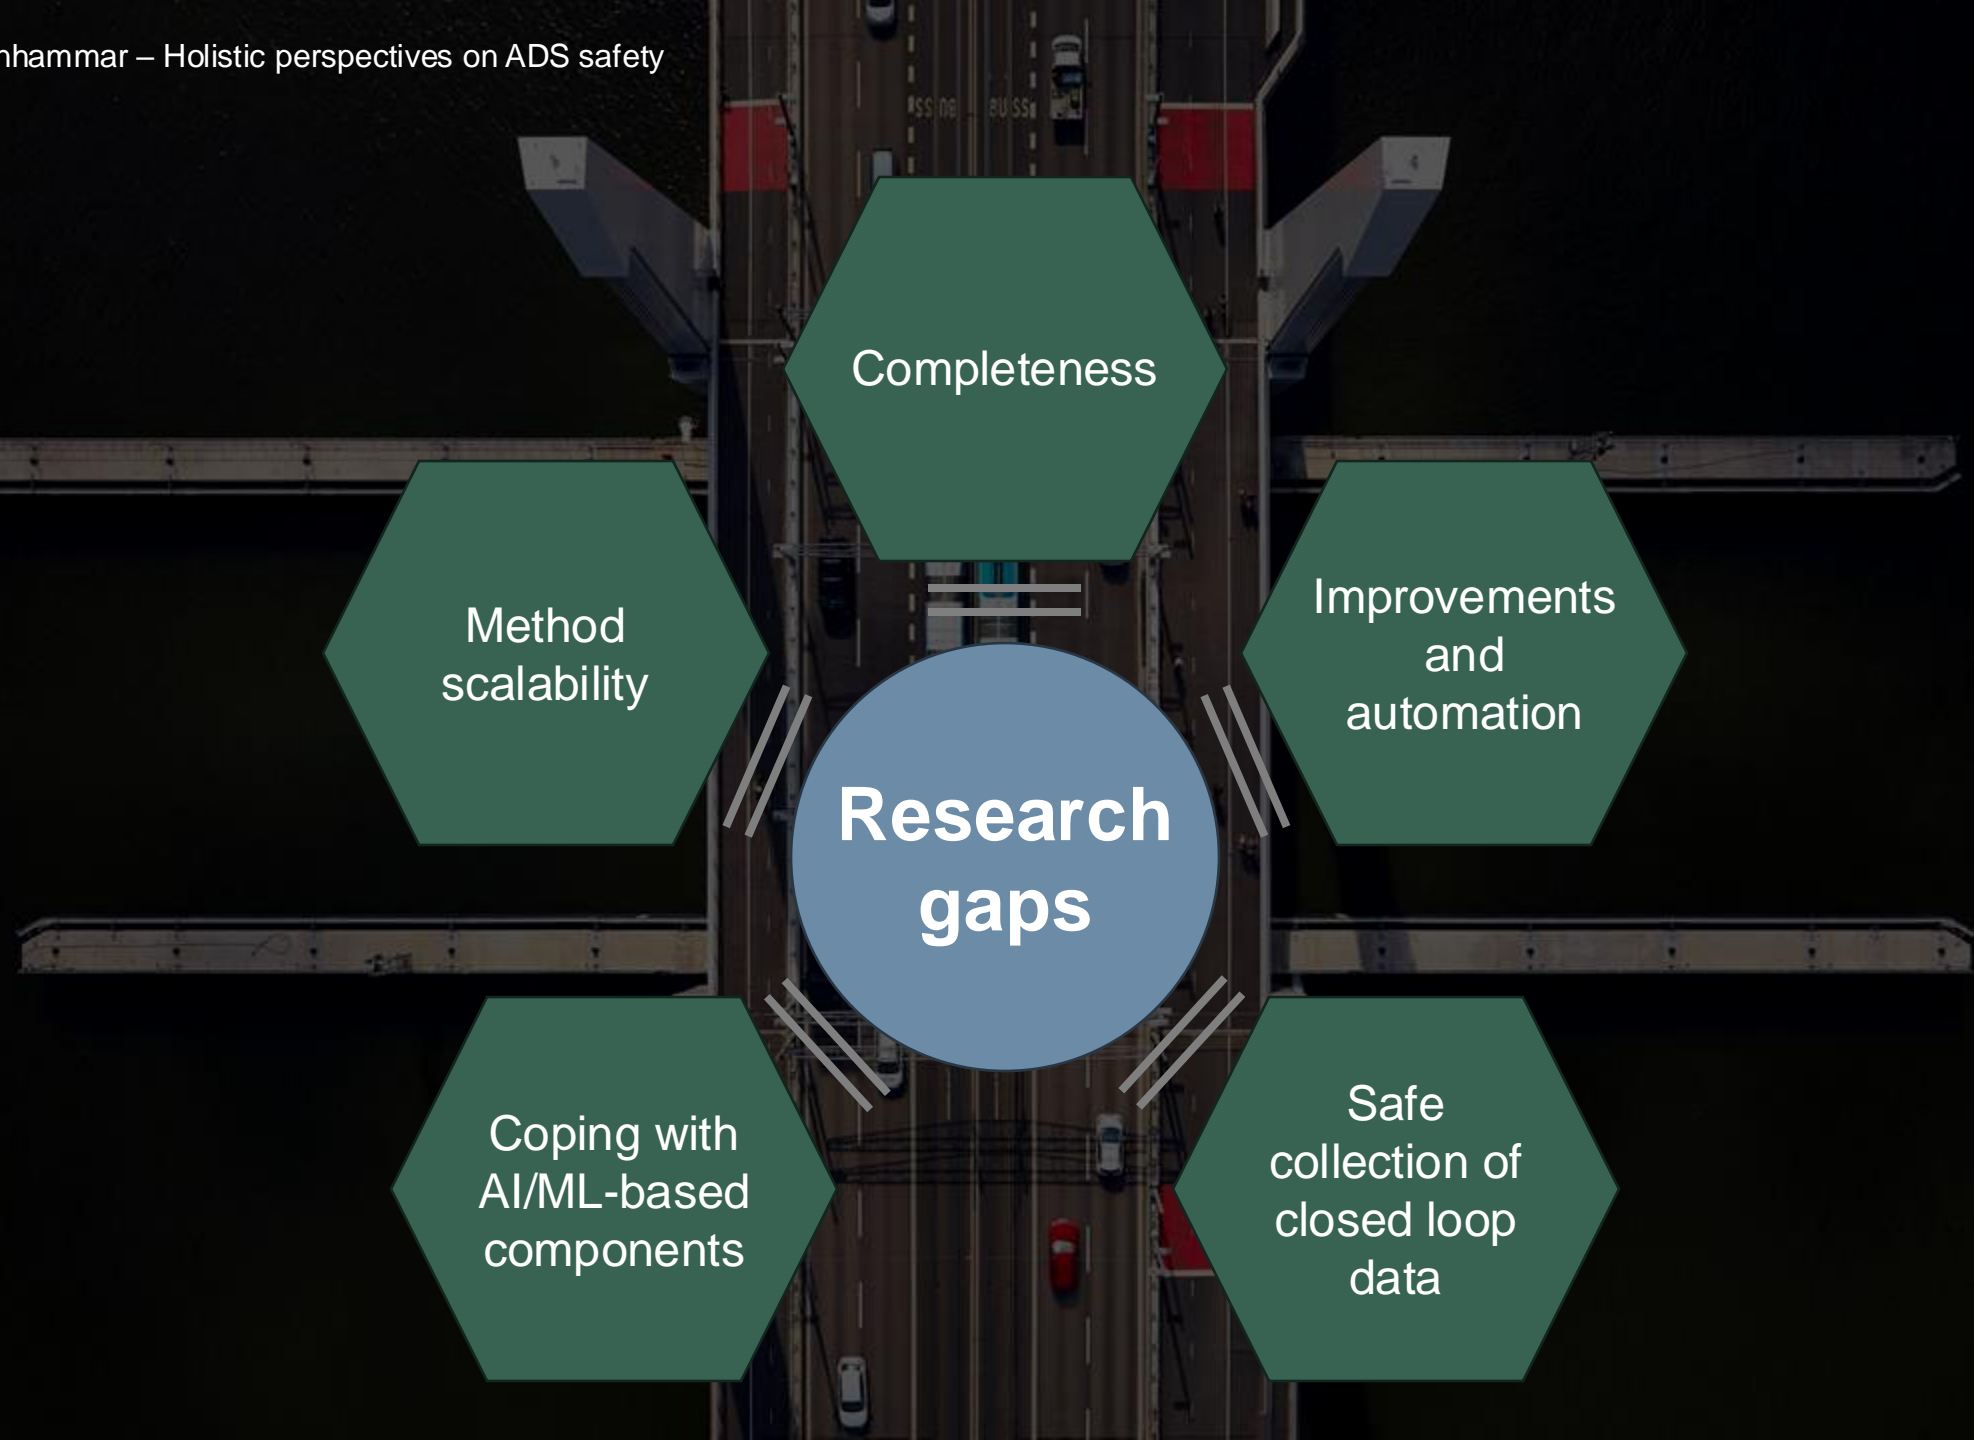 – Holistic perspectives on ADS safety
Completeness
Method
scalability
Improvements
and
automation
Research
gaps
Coping with
AI/ML-based
components
Safe
collection of
closed loop
data